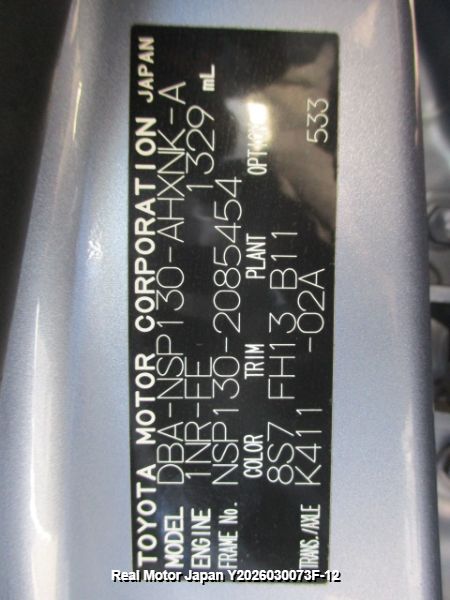 TOYOTA MOTOR CORPORATION JAPAN
MODEL DBA-NSP130-AHXNK-A
ENGINE 1NR-FE 1329 mL
FRAME No. NSP130-2085454
COLOR TRIM PLANT
8S7 FH13 B11 533
TRANS./AXLE K411 -02A
Real Motor Japan Y2026030073F-12